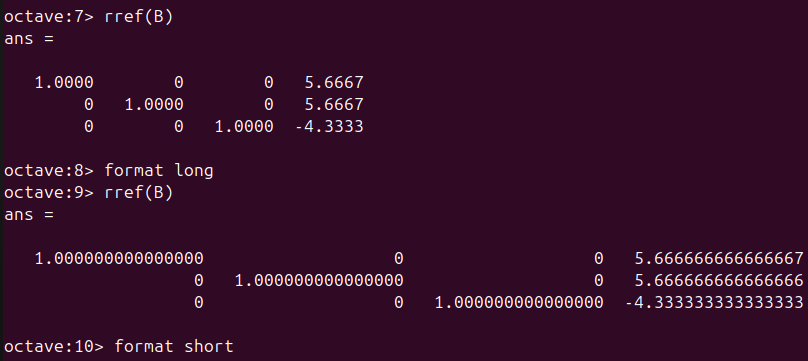 octave:7> rref(B)
ans =
1.0000 0 0 5.6667
0 1.0000 0 5.6667
0 0 1.0000 -4.3333
octave:8> format long
octave:9> rref(B)
ans =
1.000000000000000 0 0 5.666666666666667
0 1.000000000000000 0 5.666666666666666
0 0 1.000000000000000 -4.333333333333333
octave:10> format short